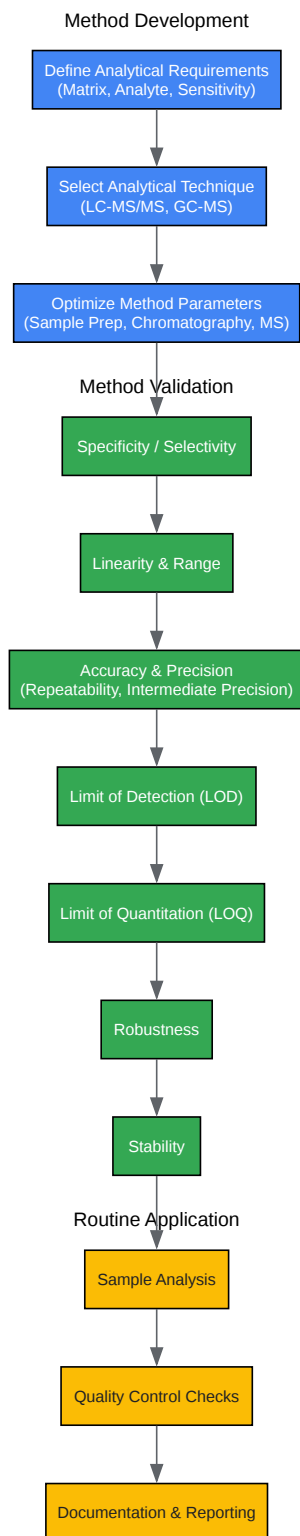 Method Development
Define Analytical Requirements
(Matrix, Analyte, Sensitivity)
Select Analytical Technique
(LC-MS/MS, GC-MS)
Optimize Method Parameters
(Sample Prep, Chromatography, MS)
Method Validation
Specificity / Selectivity
Linearity & Range
Accuracy & Precision
(Repeatability, Intermediate Precision)
Limit of Detection (LOD)
Limit of Quantitation (LOQ)
Robustness
Stability
Routine Application
Sample Analysis
Quality Control Checks
Documentation & Reporting